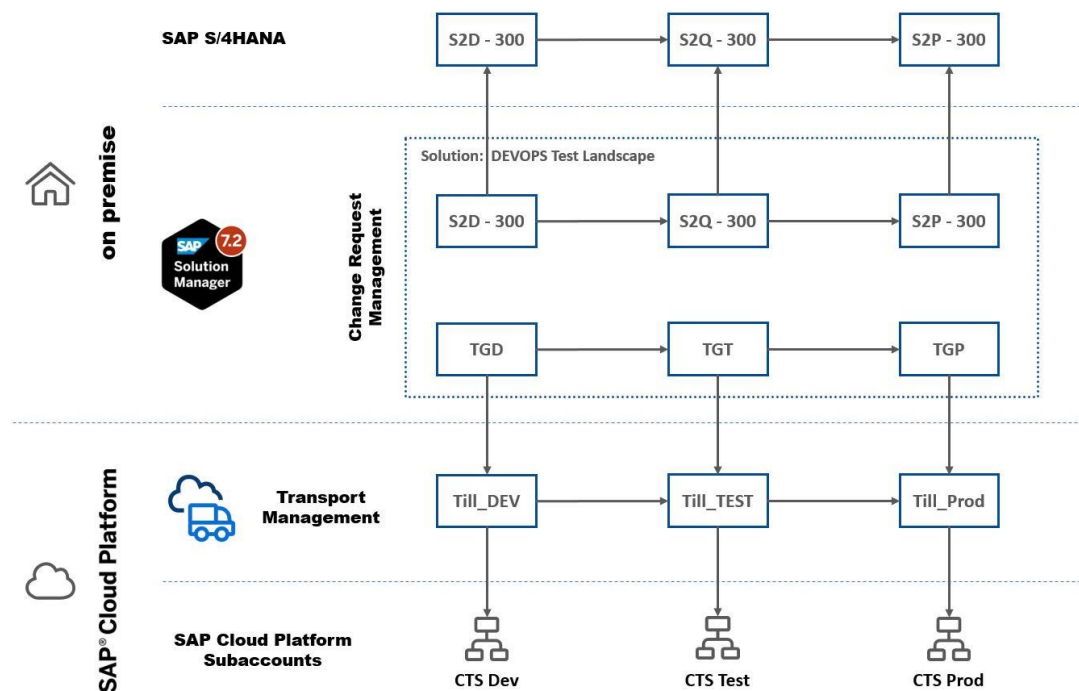 SAP S/4HANA
S2D - 300
S2Q - 300
S2P - 300
on premise
Solution: DEVOPS Test Landscape
Change Request
Management
S2D - 300
S2Q - 300
S2P - 300
SAP
7.2
Solution
Manager
TGD
TGT
TGP
SAP® Cloud Platform
Transport
Management
Till_DEV
Till_TEST
Till_Prod
SAP Cloud Platform
Subaccounts
CTS Dev
CTS Test
CTS Prod